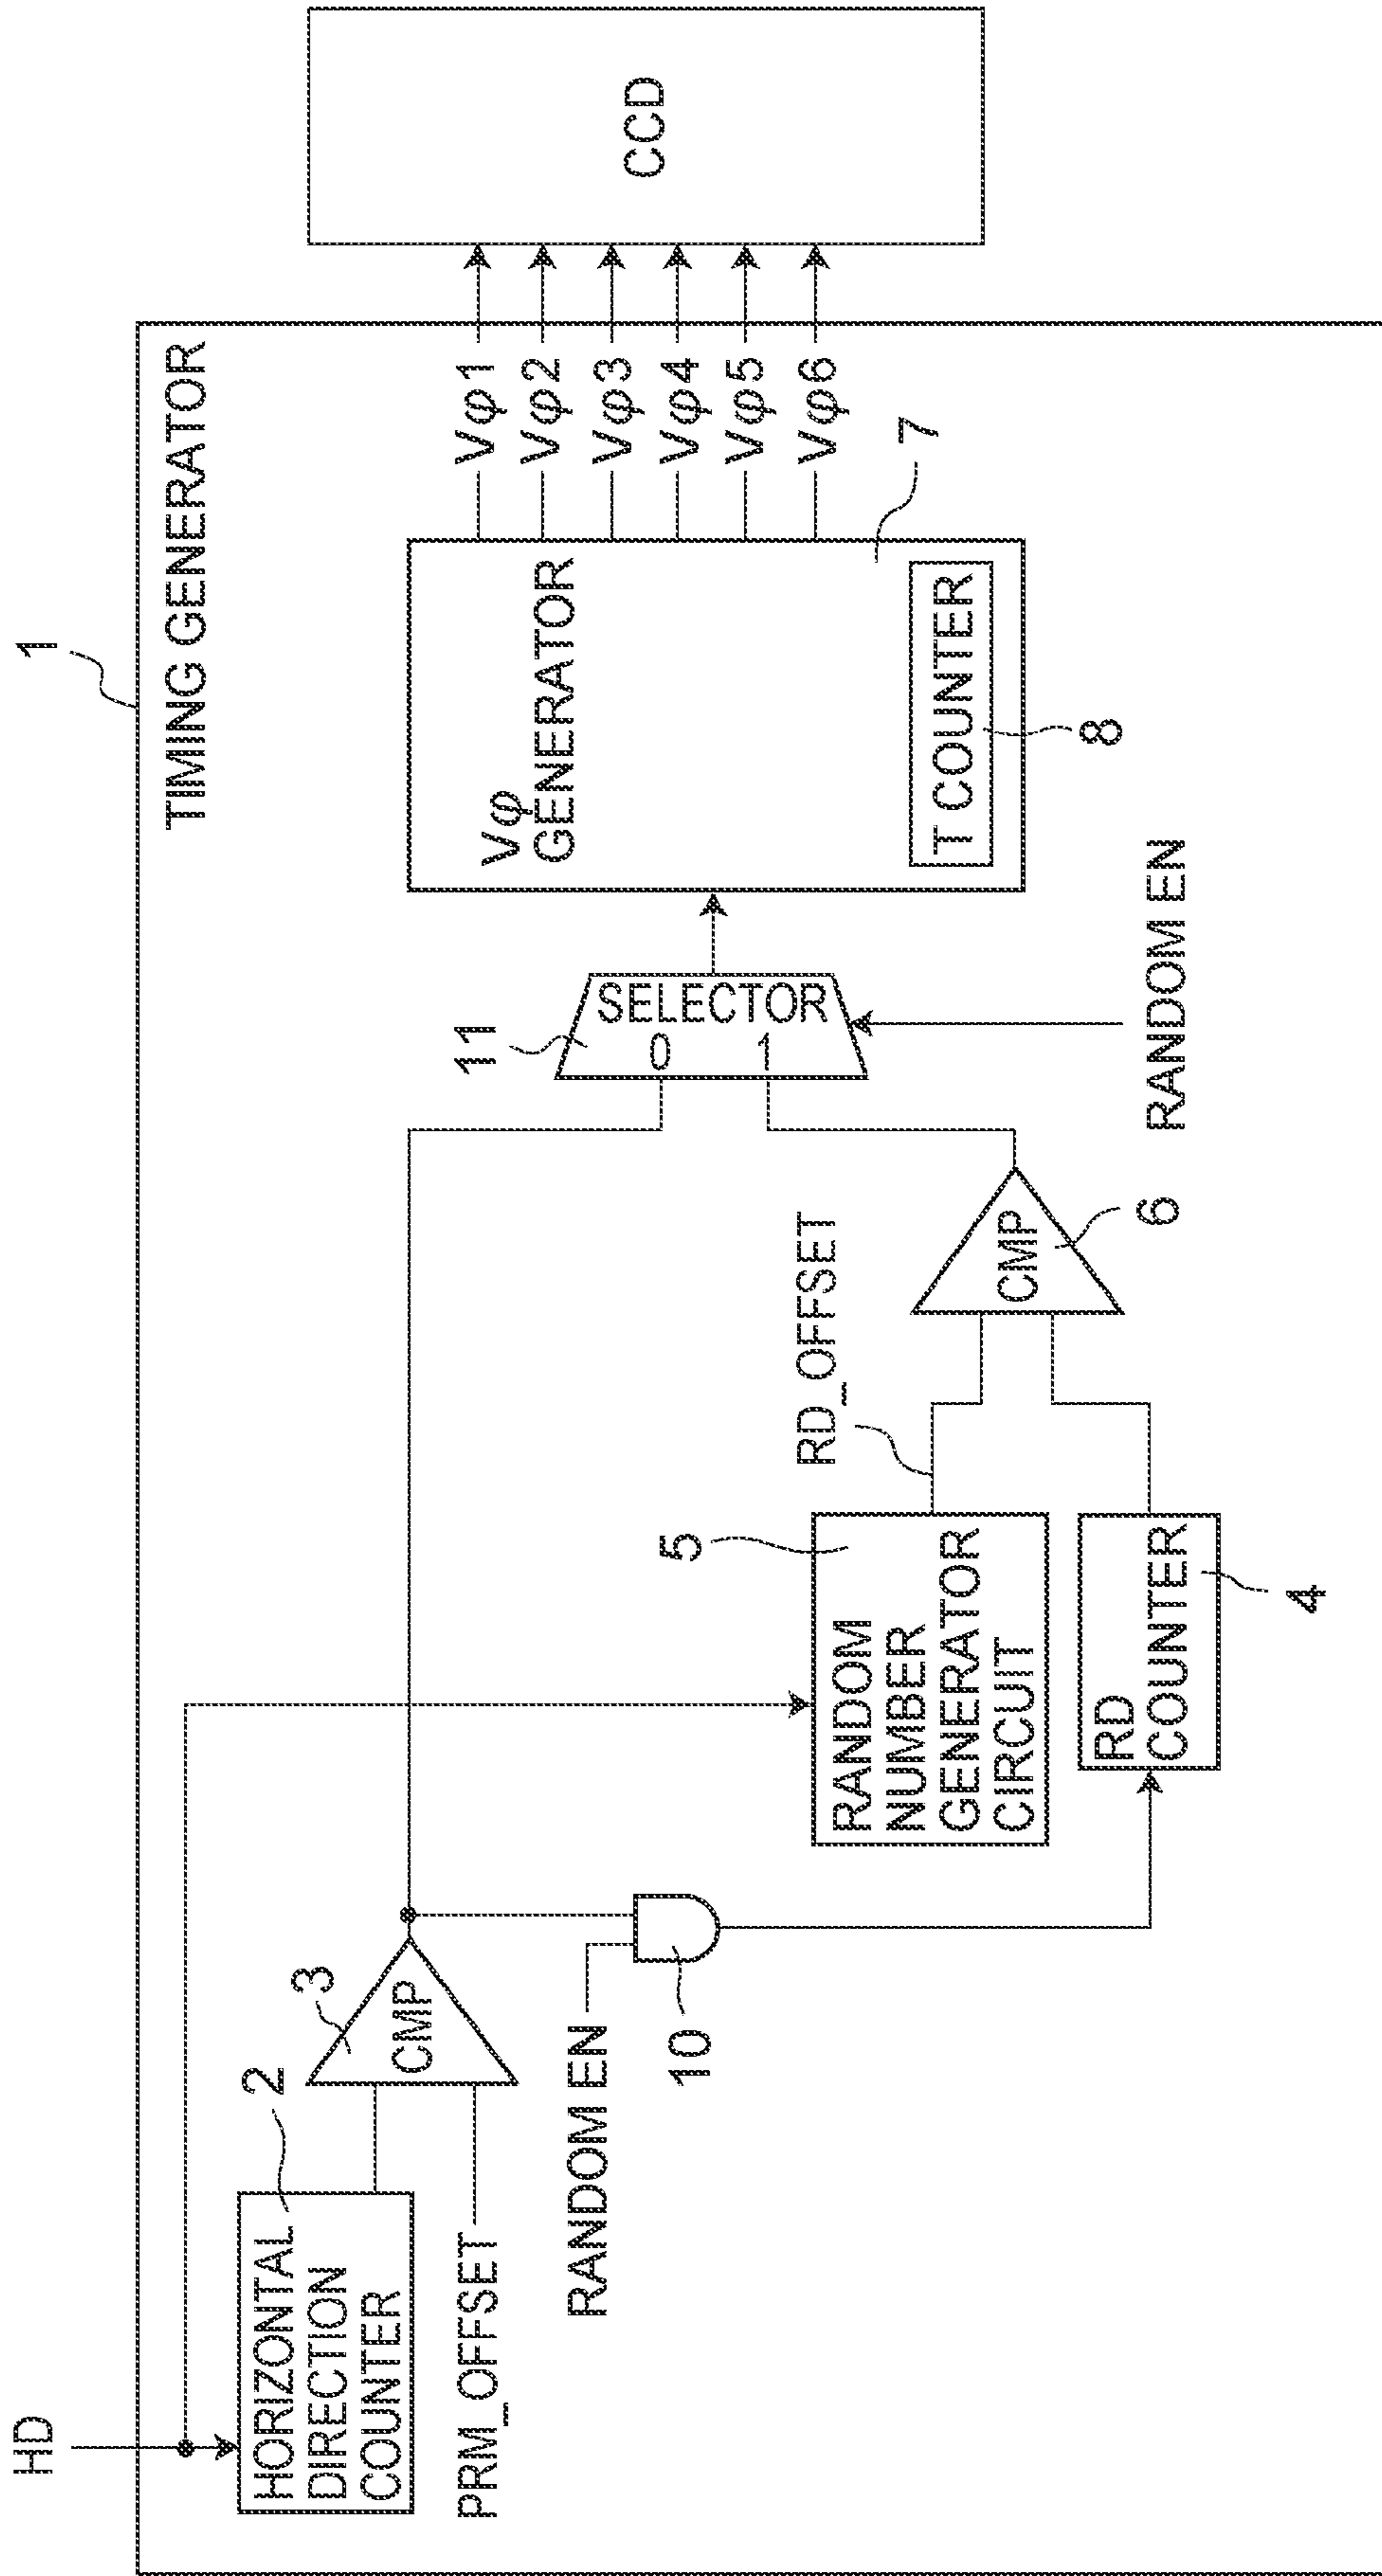 HD
1
TIMING GENERATOR
HORIZONTAL
DIRECTION
COUNTER
2
PRM_OFFSET
CMP
3
RANDOM EN
10
RANDOM
NUMBER
GENERATOR
CIRCUIT
5
RD_OFFSET
RD
COUNTER
4
CMP
6
11
SELECTOR
0
1
RANDOM EN
Vφ
GENERATOR
T COUNTER
8
7
Vφ1
Vφ2
Vφ3
Vφ4
Vφ5
Vφ6
CCD